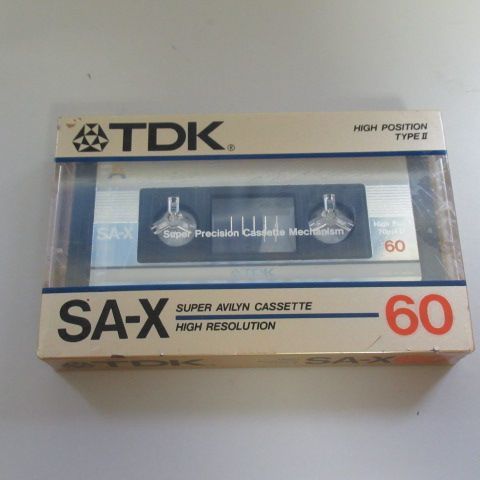 TDK®
HIGH POSITION
TYPE II
SA-X
Super Precision Cassette Mechanism
60
TDK
SA-X
SUPER AVILYN CASSETTE
HIGH RESOLUTION
60
TDK
SA-X